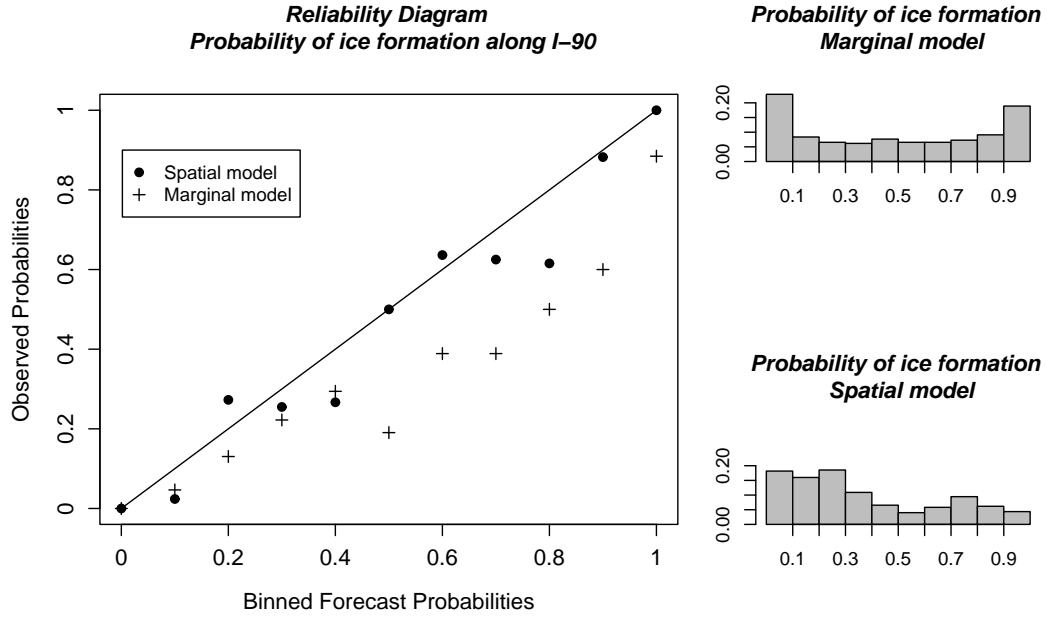 Reliability Diagram
Probability of ice formation along I–90
Observed Probabilities
1
0.8
0.6
0.4
0.2
0
Spatial model
Marginal model
0 0.2 0.4 0.6 0.8 1
Binned Forecast Probabilities
Probability of ice formation
Marginal model
0.20
0.00
0.1 0.3 0.5 0.7 0.9
Probability of ice formation
Spatial model
0.20
0.00
0.1 0.3 0.5 0.7 0.9